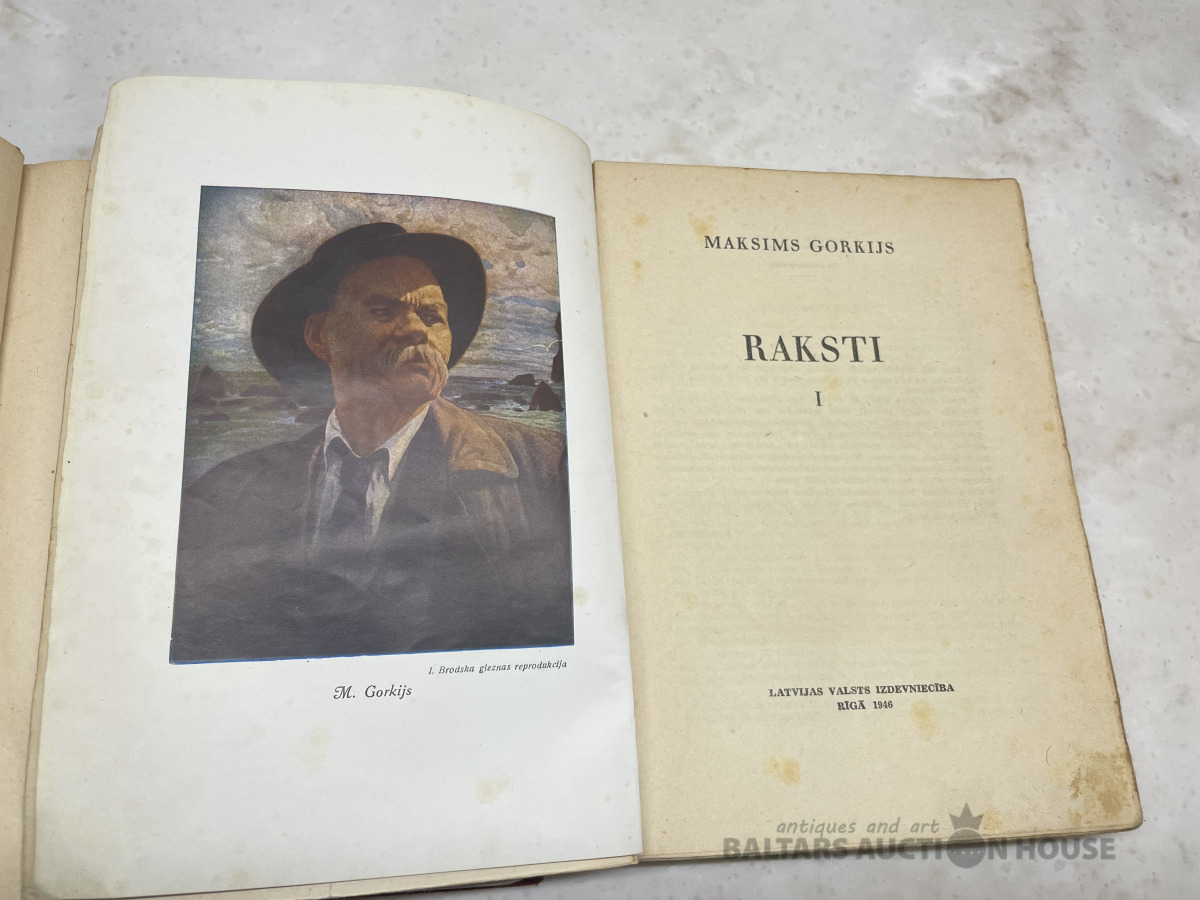 I. Brodska gleznas reprodukcija
M. Gorkijs
MAKSIMS GORKIJS
RAKSTI
I
LATVIJAS VALSTS IZDEVNIECĪBA
RĪGĀ 1946
antiques and art
BALTARS AUCTION HOUSE